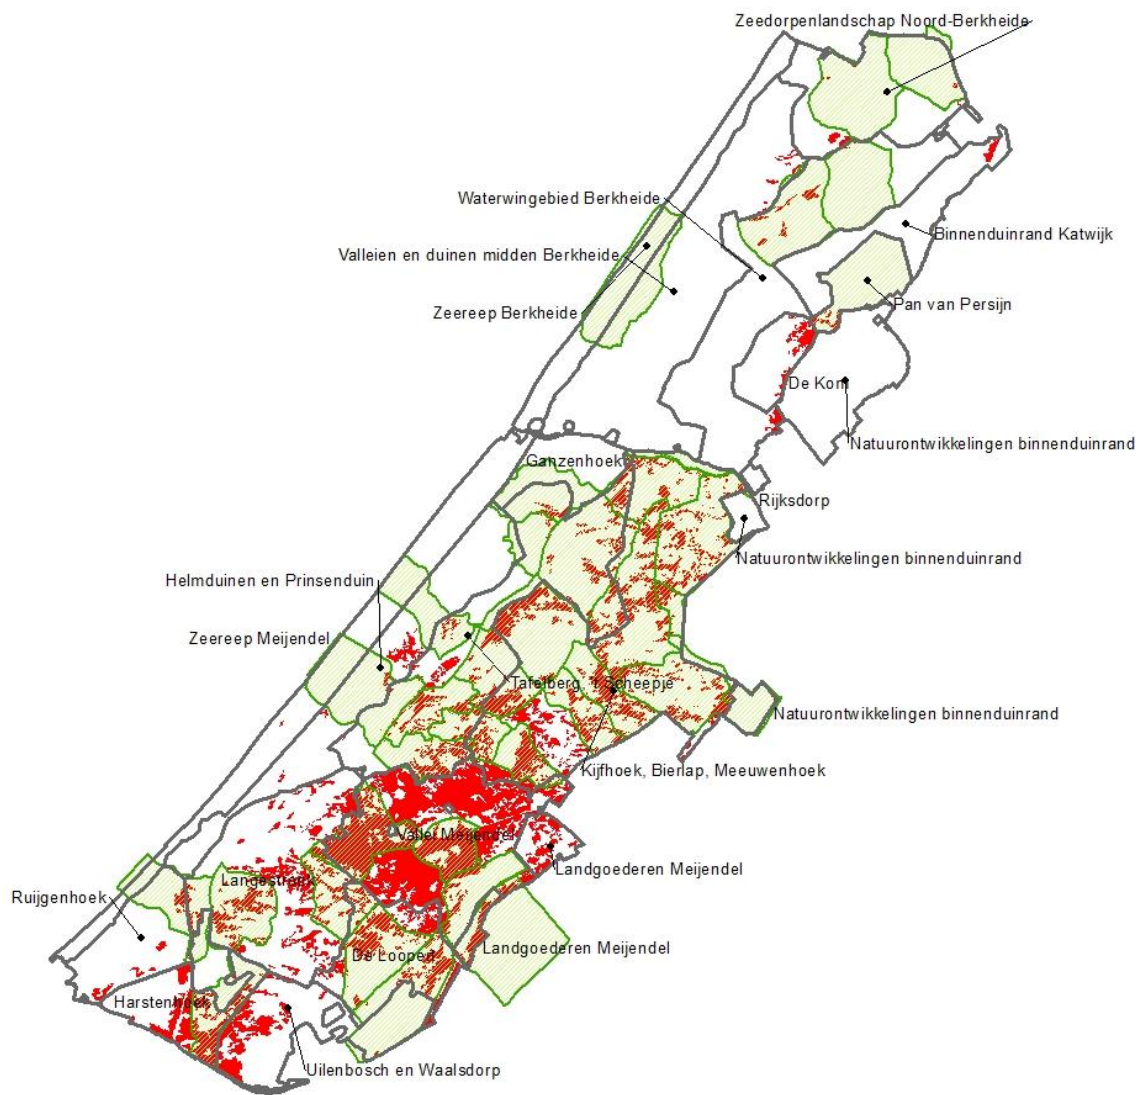 Zeedorpenlandschap Noord-Berkheide
Waterwingebied Berkheide
Binnenduinrand Katwijk
Valleien en duinen midden Berkheide
Pan van Persijn
Zeereep Berkheide
De Kom
Natuurontwikkelingen binnenduinrand
Ganzenhoek
Rijksdorp
Natuurontwikkelingen binnenduinrand
Helmduinen en Prinsenduin
Zeereep Meijendel
Tafelberg, 't Scheepje
Natuurontwikkelingen binnenduinrand
Kijfhoek, Bierlap, Meeuwenhoek
Vallei Meijendel
Landgoederen Meijendel
Langestreek
Ruijgenhoek
Landgoederen Meijendel
De Loopen
Harstenhoek
Uilenbosch en Waalsdorp